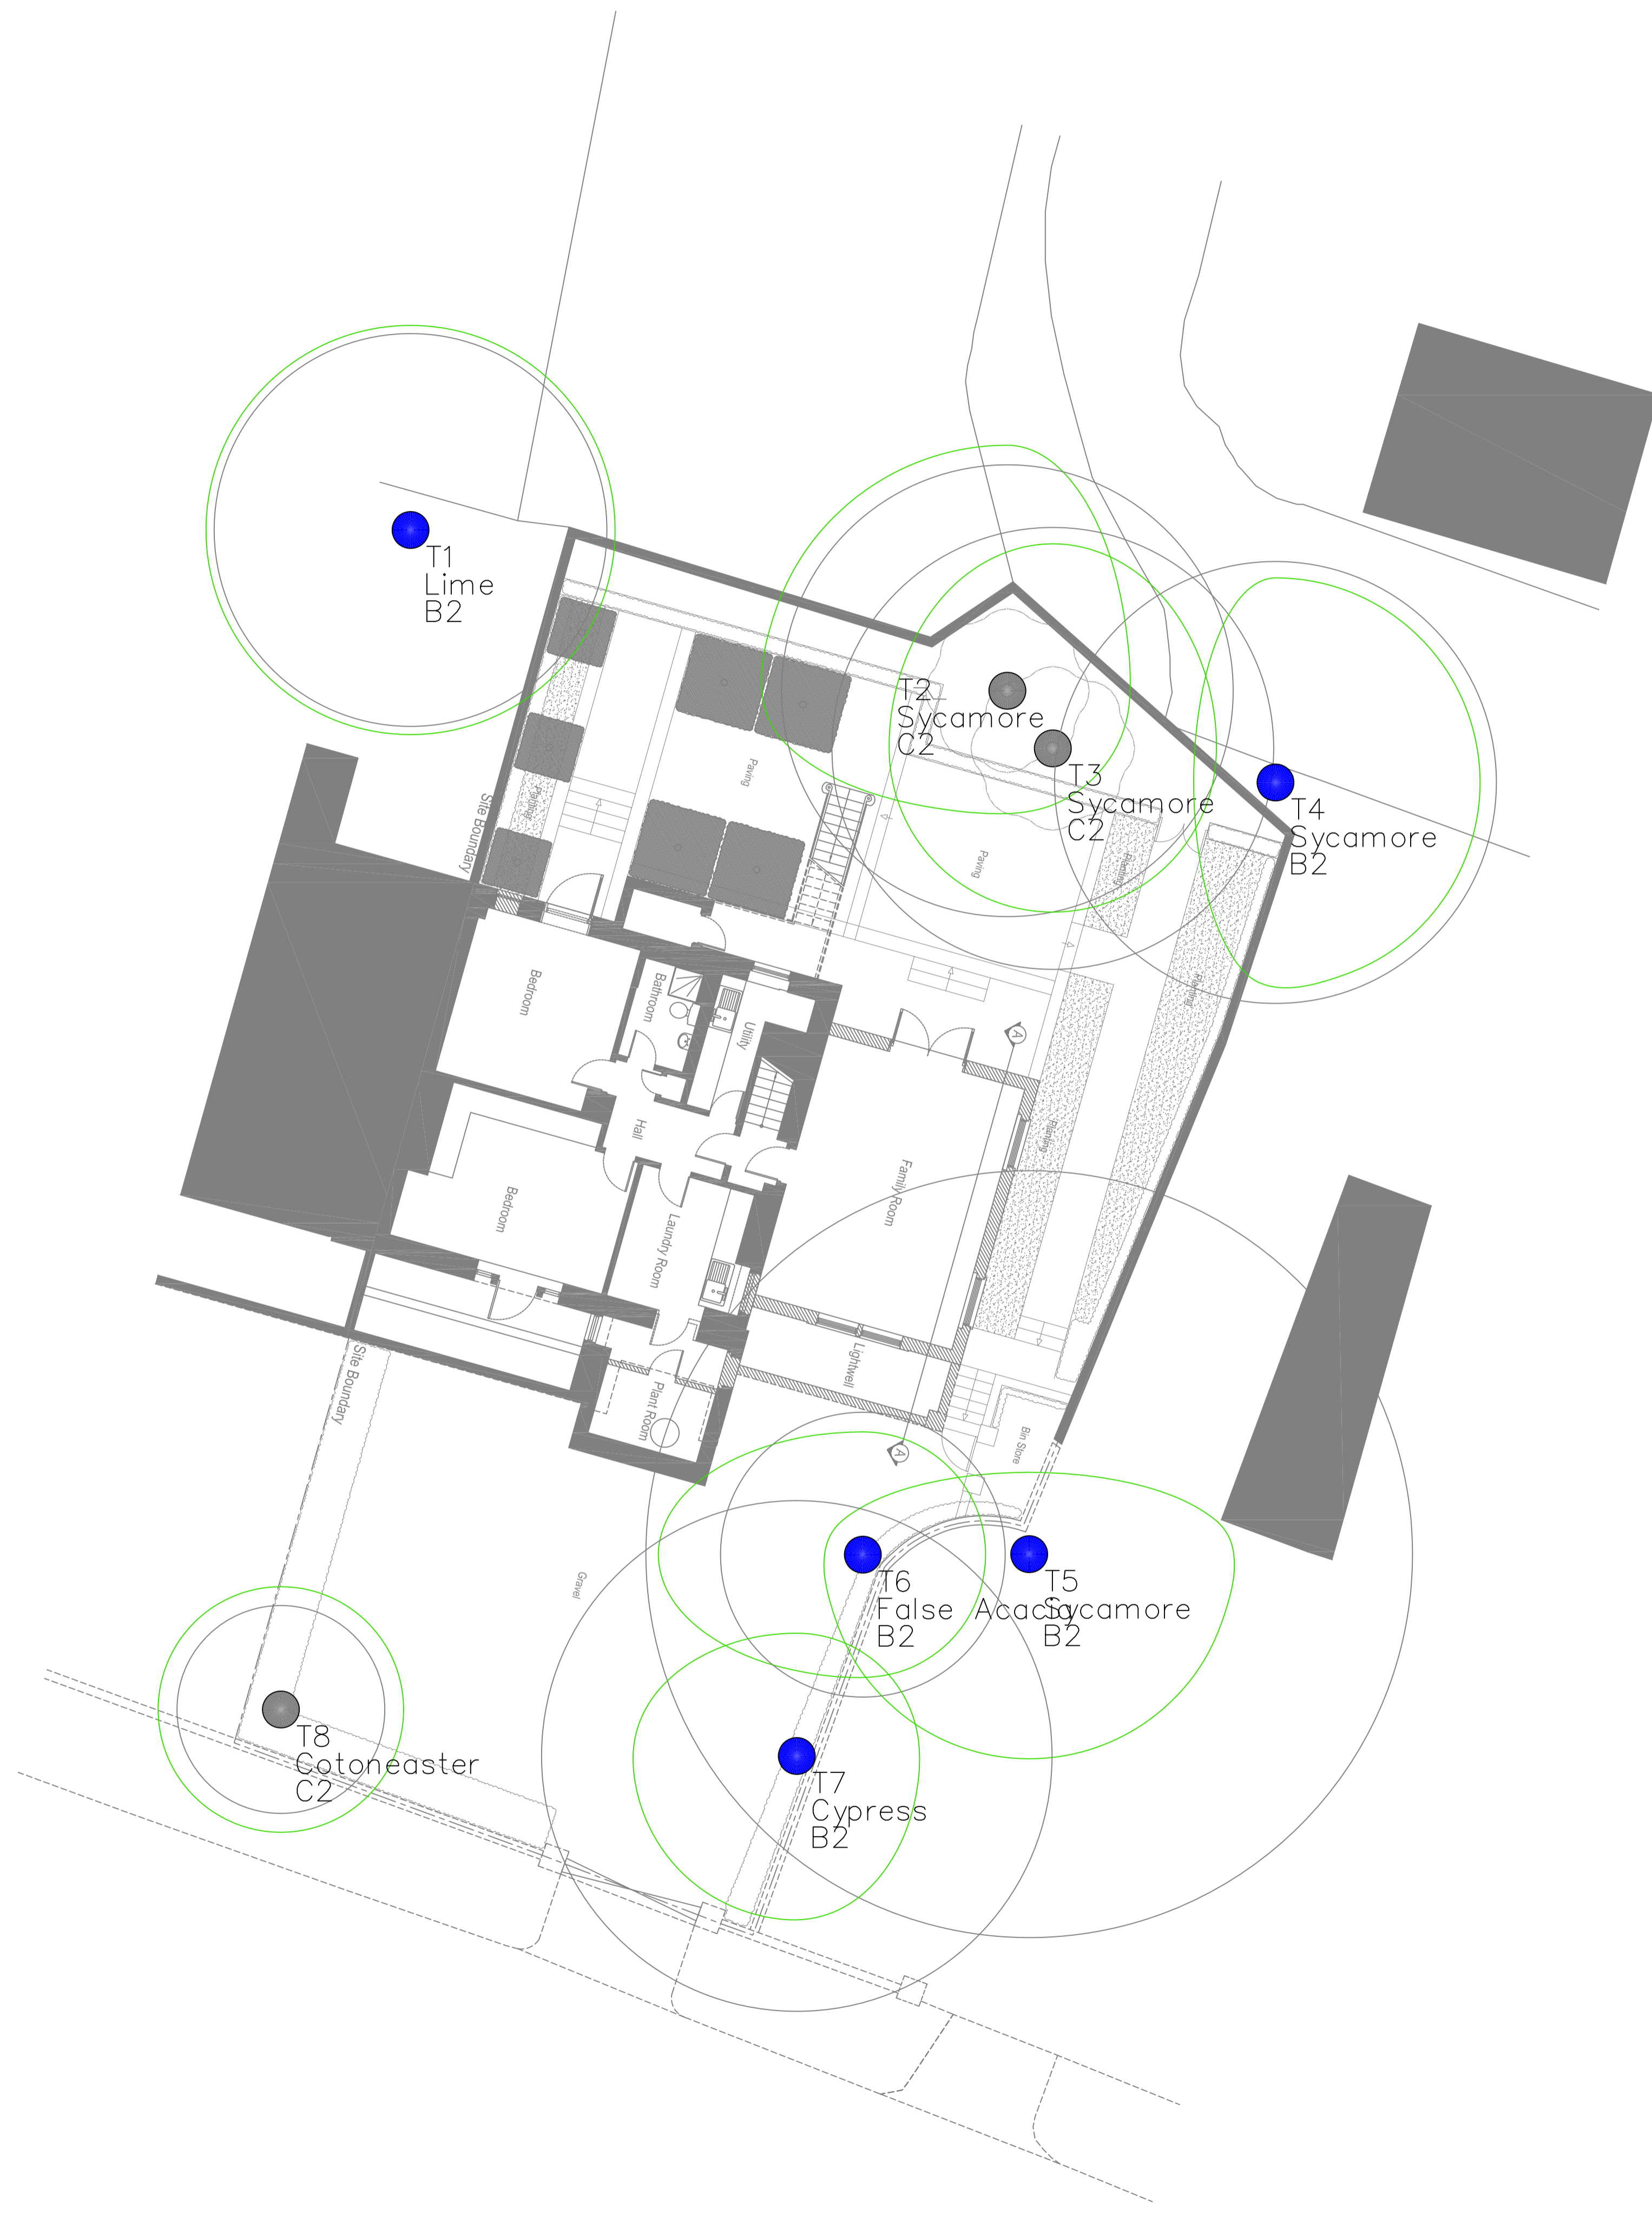 T1
Lime
B2
T2
Sycamore
C2
T3
Sycamore
C2
T4
Sycamore
B2
Paving
Planting
Site Boundary
Paving
Planting
Planting
Bedroom
Bathroom
Utility
A
Hall
Planting
Family Room
Bedroom
Laundry Room
Lightwell
Site Boundary
Plant Room
Bin Store
A
Gravel
T6
False Acacia
B2
T5
Sycamore
B2
T8
Cotoneaster
C2
T7
Cypress
B2